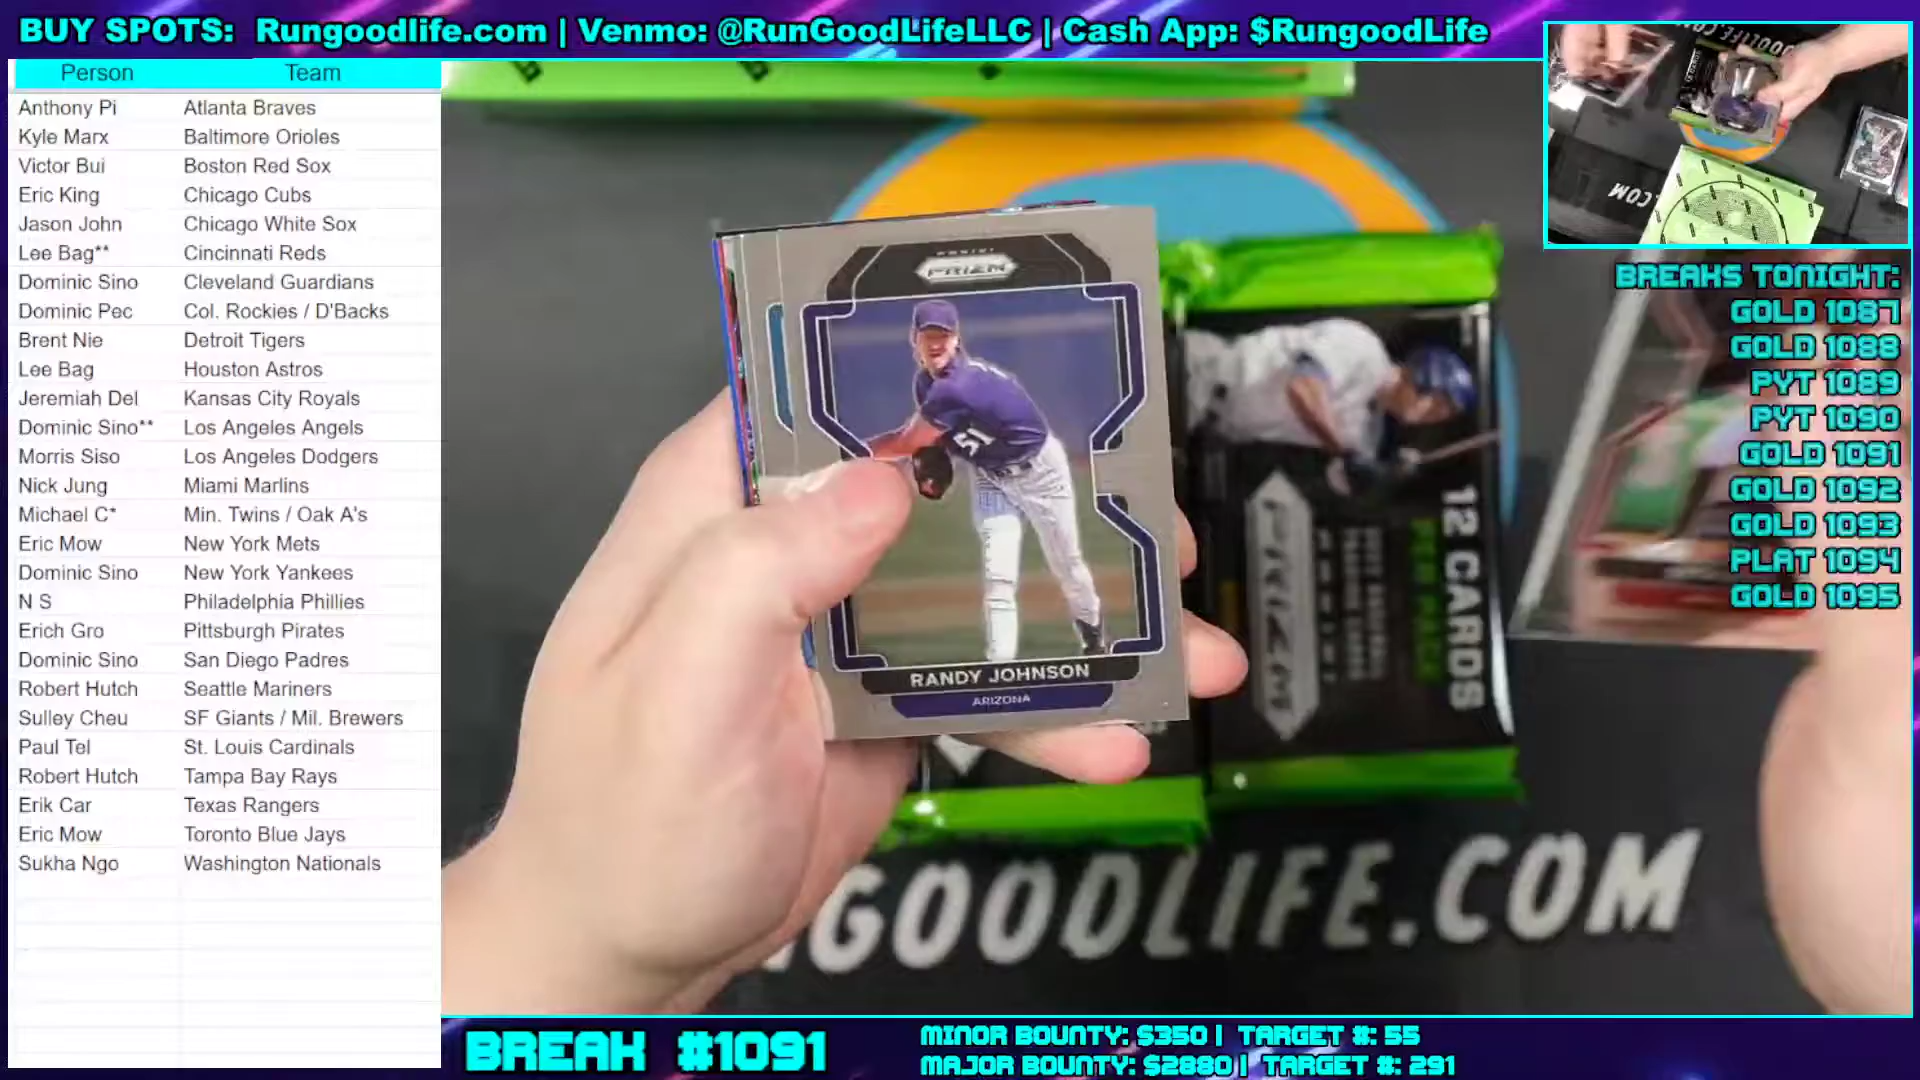 BUY SPOTS: Rungoodlife.com | Venmo: @RunGoodLifeLLC | Cash App: $RungoodLife
Person Team
Anthony Pi Atlanta Braves
Kyle Marx Baltimore Orioles
Victor Bui Boston Red Sox
Eric King Chicago Cubs
Jason John Chicago White Sox
Lee Bag** Cincinnati Reds
Dominic Sino Cleveland Guardians
Dominic Pec Col. Rockies / D'Backs
Brent Nie Detroit Tigers
Lee Bag Houston Astros
Jeremiah Del Kansas City Royals
Dominic Sino** Los Angeles Angels
Morris Siso Los Angeles Dodgers
Nick Jung Miami Marlins
Michael C* Min. Twins / Oak A's
Eric Mow New York Mets
Dominic Sino New York Yankees
N S Philadelphia Phillies
Erich Gro Pittsburgh Pirates
Dominic Sino San Diego Padres
Robert Hutch Seattle Mariners
Sulley Cheu SF Giants / Mil. Brewers
Paul Tel St. Louis Cardinals
Robert Hutch Tampa Bay Rays
Erik Car Texas Rangers
Eric Mow Toronto Blue Jays
Sukha Ngo Washington Nationals
PANINI
PRIZM
51
RANDY JOHNSON
ARIZONA
12 CARDS
PER PACK
PRIZM
GOODLIFE.COM
GOODLIFE.COM
.COM
BREAKS TONIGHT:
GOLD 1087
GOLD 1088
PYT 1089
PYT 1090
GOLD 1091
GOLD 1092
GOLD 1093
PLAT 1094
GOLD 1095
BREAK #1091
MINOR BOUNTY: $350 | TARGET #: 55
MAJOR BOUNTY: $2880 | TARGET #: 291